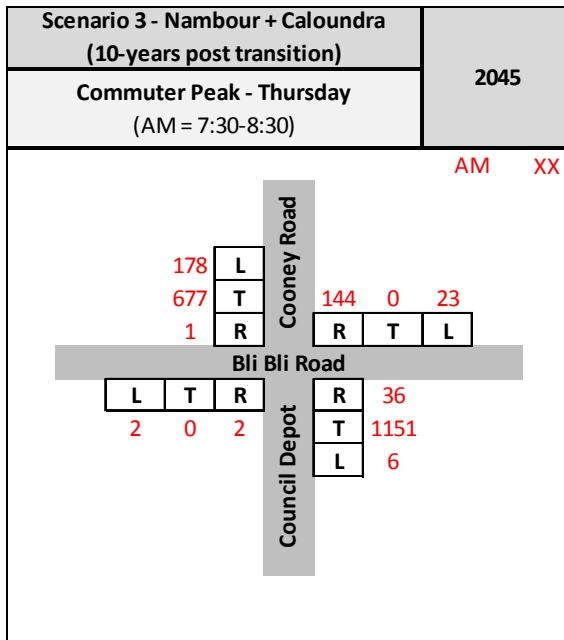 Scenario 3 - Nambour + Caloundra
(10-years post transition)
2045
Commuter Peak - Thursday
(AM = 7:30-8:30)
AM XX
Cooney Road
178 L
677 T
1 R
144 0 23
R T L
Bli Bli Road
L T R
2 0 2
R 36
T 1151
L 6
Council Depot